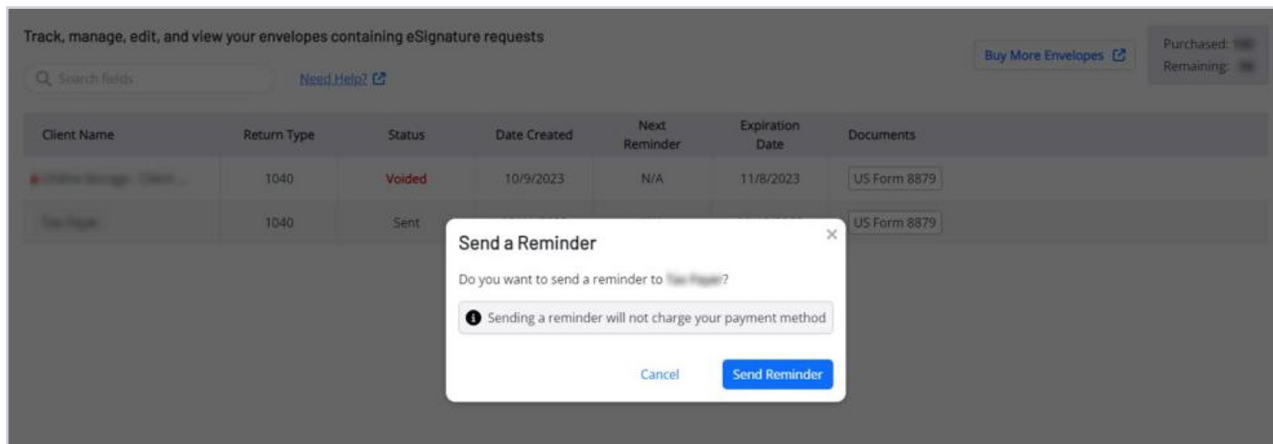 Track, manage, edit, and view your envelopes containing eSignature requests
Buy More Envelopes
Purchased:
Remaining:
Search fields
Need Help?
Client Name Return Type Status Date Created Next Reminder Expiration Date Documents
1040 Voided 10/9/2023 N/A 11/8/2023 US Form 8879
1040 Sent US Form 8879
Send a Reminder
Do you want to send a reminder to ?
Sending a reminder will not charge your payment method
Cancel Send Reminder